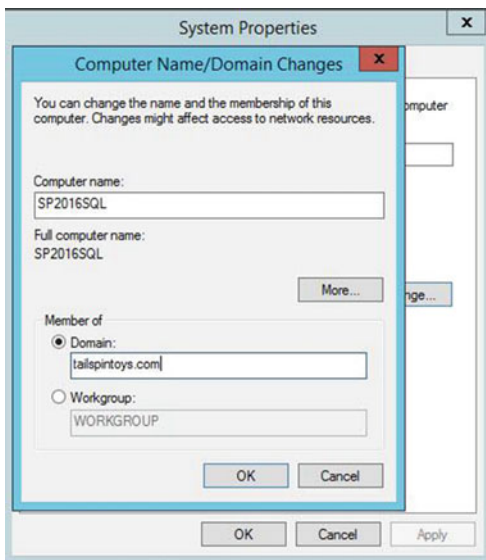 System Properties
x
Computer Name/Domain Changes
x
You can change the name and the membership of this
computer. Changes might affect access to network resources.
Computer name:
SP2016SQL
Full computer name:
SP2016SQL
More...
Member of
Domain:
tailspintoys.com
Workgroup:
WORKGROUP
OK
Cancel
omputer
nge...
OK
Cancel
Apply